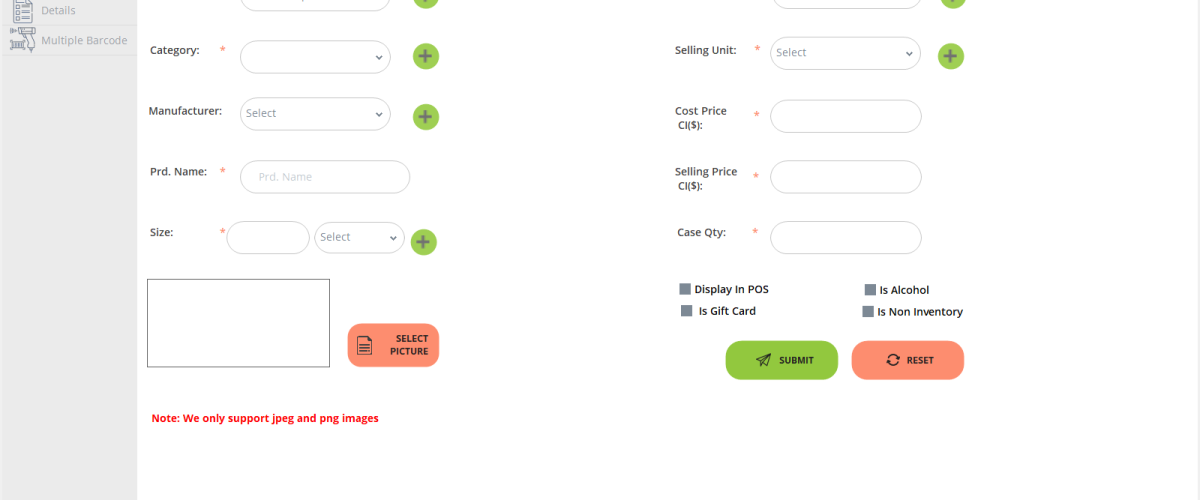 Details
Multiple Barcode
Category: *
Selling Unit: * Select
Manufacturer: Select
Cost Price
CI($): *
Prd. Name: * Prd. Name
Selling Price
CI($): *
Size: * Select
Case Qty: *
Display In POS
Is Alcohol
Is Gift Card
Is Non Inventory
SELECT
PICTURE
SUBMIT
RESET
Note: We only support jpeg and png images